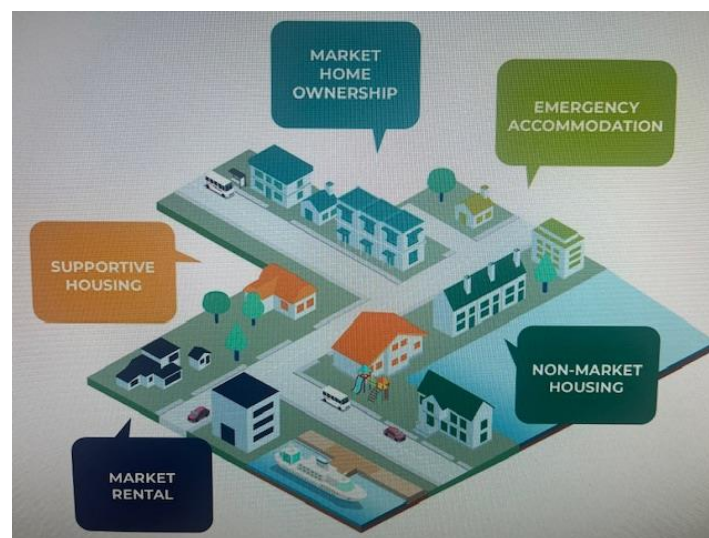 MARKET
HOME
OWNERSHIP
EMERGENCY
ACCOMMODATION
SUPPORTIVE
HOUSING
NON-MARKET
HOUSING
MARKET
RENTAL